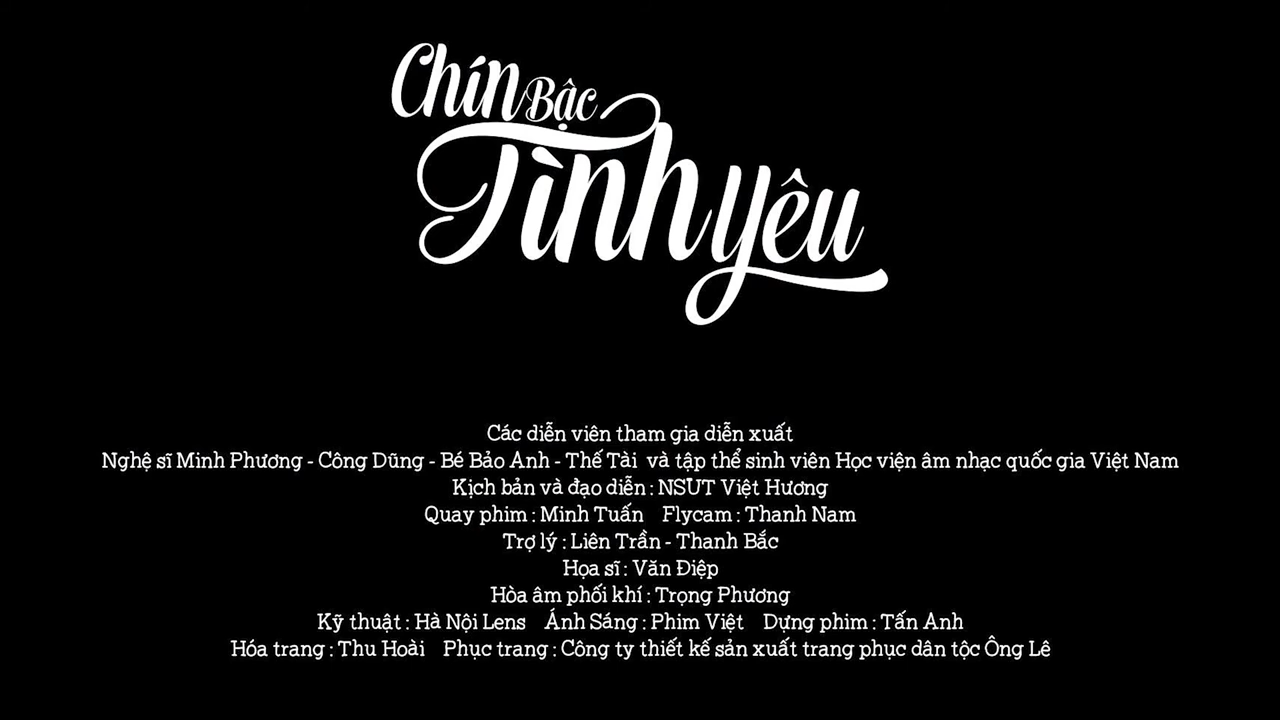 Chín Bậc
Tình Yêu
Các diễn viên tham gia diễn xuất
Nghệ sĩ Minh Phương - Công Dũng - Bé Bảo Anh - Thế Tài và tập thể sinh viên Học viện âm nhạc quốc gia Việt Nam
Kịch bản và đạo diễn : NSƯT Việt Hương
Quay phim : Minh Tuấn Flycam : Thanh Nam
Trợ lý : Liên Trần - Thanh Bắc
Họa sĩ : Văn Điệp
Hòa âm phối khí : Trọng Phương
Kỹ thuật : Hà Nội Lens Ánh Sáng : Phim Việt Dựng phim : Tấn Anh
Hóa trang : Thu Hoài Phục trang : Công ty thiết kế sản xuất trang phục dân tộc Ông Lê